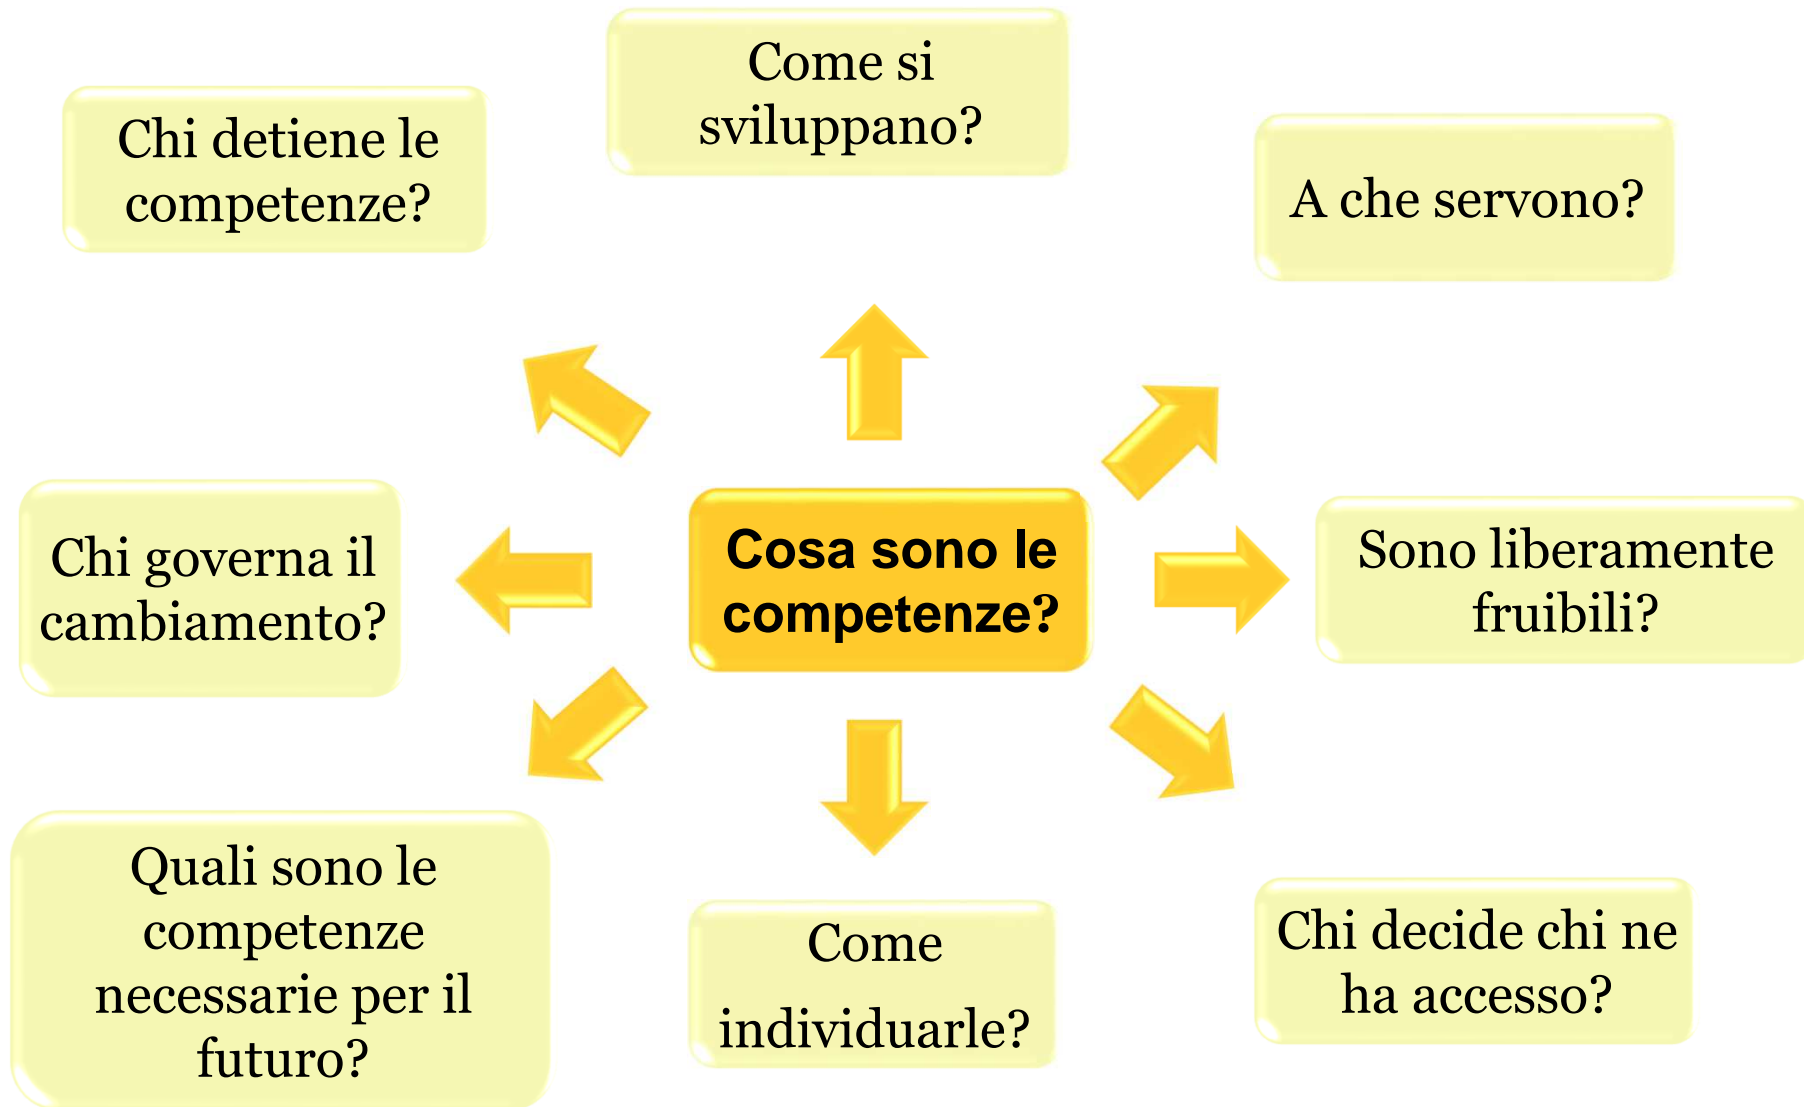 Come si
sviluppano?
Chi detiene le
competenze?
A che servono?
Chi governa il
cambiamento?
Cosa sono le
competenze?
Sono liberamente
fruibili?
Quali sono le
competenze
necessarie per il
futuro?
Come
individuarle?
Chi decide chi ne
ha accesso?